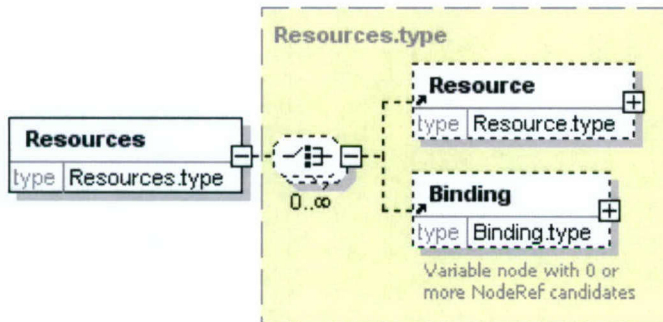 Resources.type
Resource
type Resource.type
Resources
type Resources.type
0..∞
Binding
type Binding.type
Variable node with 0 or
more NodeRef candidates